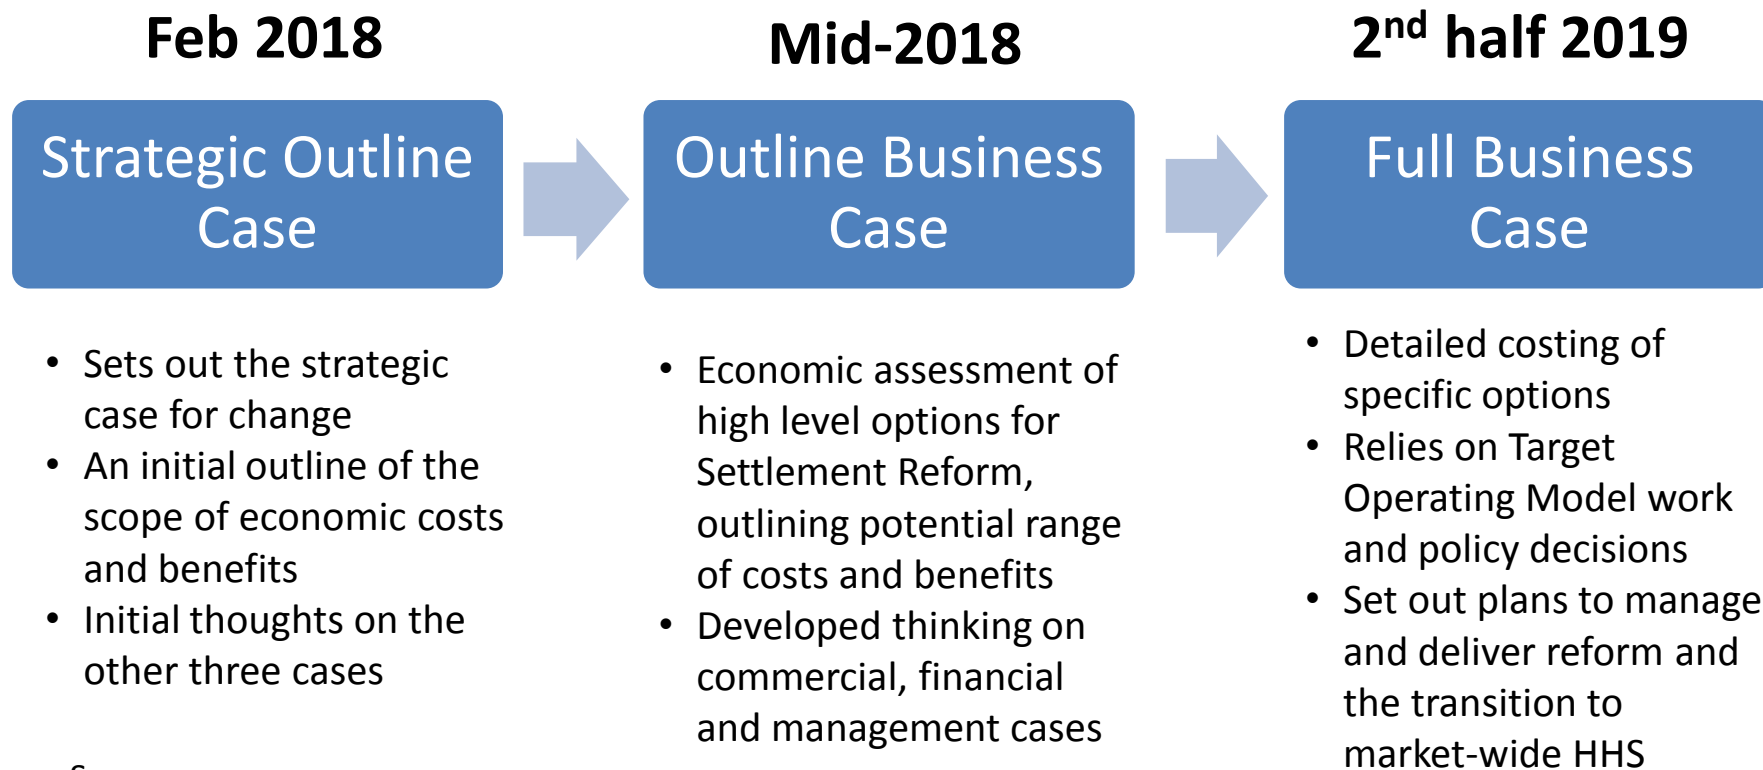 Feb 2018
Strategic Outline
Case
• Sets out the strategic
case for change
• An initial outline of the
scope of economic costs
and benefits
• Initial thoughts on the
other three cases
Mid-2018
Outline Business
Case
• Economic assessment of
high level options for
Settlement Reform,
outlining potential range
of costs and benefits
• Developed thinking on
commercial, financial
and management cases
2nd half 2019
Full Business
Case
• Detailed costing of
specific options
• Relies on Target
Operating Model work
and policy decisions
• Set out plans to manage
and deliver reform and
the transition to
market-wide HHS